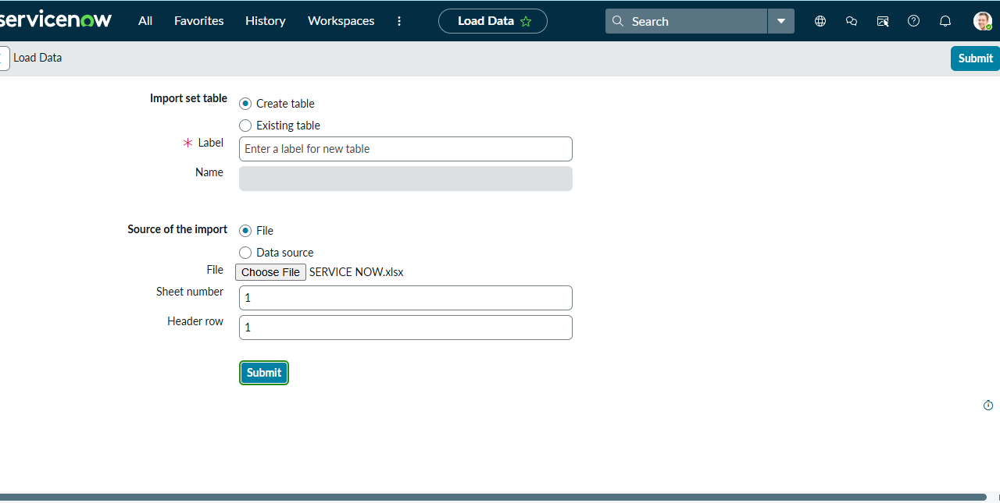 servicenow All Favorites History Workspaces Load Data Search
Load Data Submit
Import set table Create table
Existing table
* Label Enter a label for new table
Name
Source of the import File
Data source
File Choose File SERVICE NOW.xlsx
Sheet number 1
Header row 1
Submit